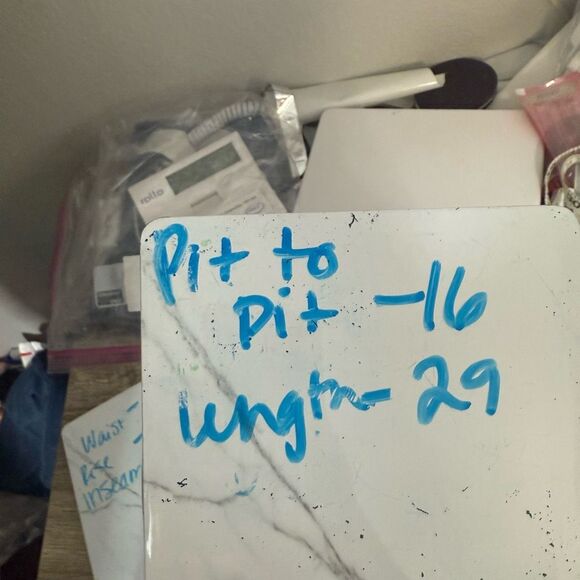 Pit to
Pit -16
length- 29
Waist -
Rise
inseam